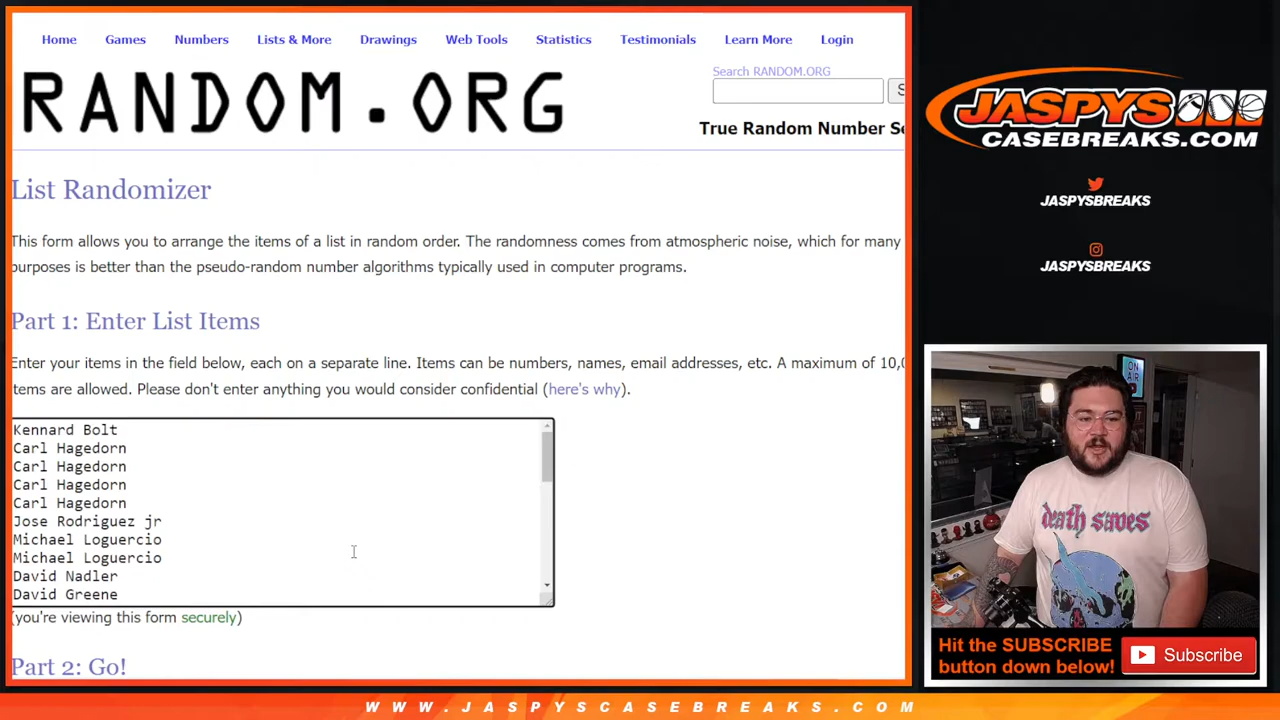 Home Games Numbers Lists & More Drawings Web Tools Statistics Testimonials Learn More Login
RANDOM.ORG
Search RANDOM.ORG
S
True Random Number Se
List Randomizer
This form allows you to arrange the items of a list in random order. The randomness comes from atmospheric noise, which for many
purposes is better than the pseudo-random number algorithms typically used in computer programs.
Part 1: Enter List Items
Enter your items in the field below, each on a separate line. Items can be numbers, names, email addresses, etc. A maximum of 10,0
items are allowed. Please don't enter anything you would consider confidential (here's why).
Kennard Bolt
Carl Hagedorn
Carl Hagedorn
Carl Hagedorn
Carl Hagedorn
Jose Rodriguez jr
Michael Loguercio
Michael Loguercio
David Nadler
David Greene
(you're viewing this form securely)
Part 2: Go!
JASPYS
CASEBREAKS.COM
JASPYSBREAKS
JASPYSBREAKS
ON
AIR
death saves
Hit the SUBSCRIBE
button down below!
Subscribe
WWW.JASPYSCASEBREAKS.COM